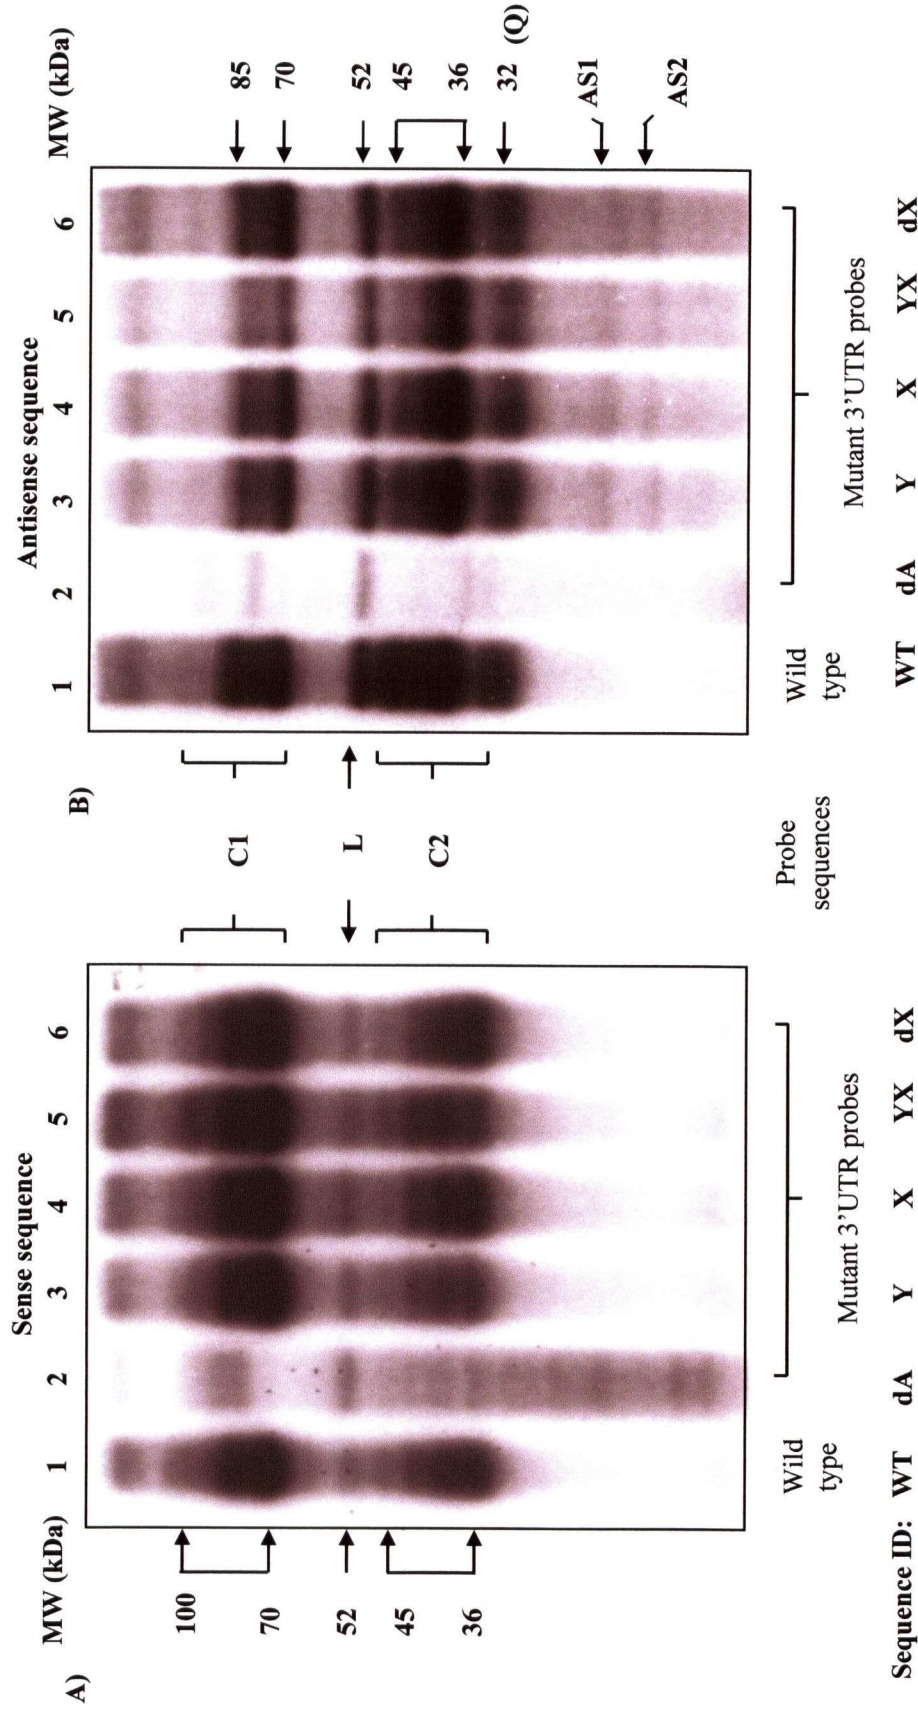 A)
Sense sequence
MW (kDa) 1 2 3 4 5 6
100
70
52
45
36
C1
L
C2
Wild type
Mutant 3'UTR probes
Probe sequences
Sequence ID: WT dA Y X YX dX
B)
Antisense sequence
1 2 3 4 5 6 MW (kDa)
85
70
52
45
36
32 (Q)
AS1
AS2
Wild type
Mutant 3'UTR probes
WT dA Y X YX dX